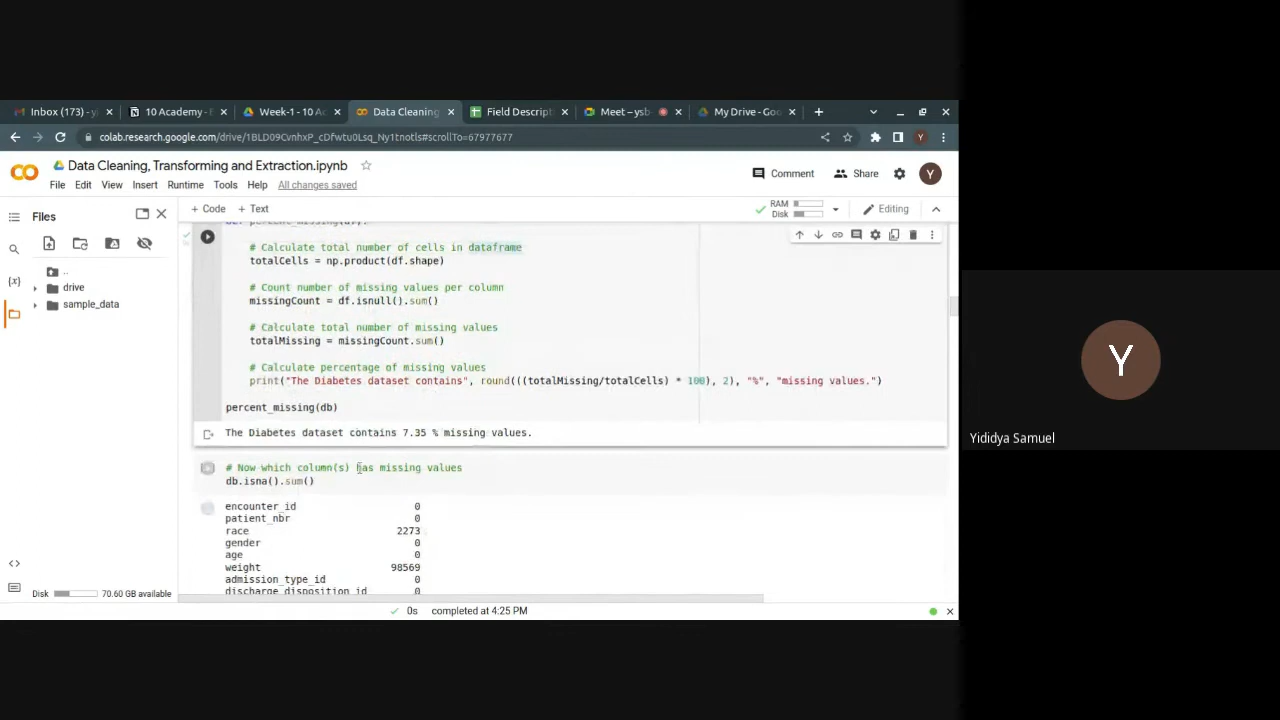 Inbox (173) - y
10 Academy - 
Week-1 - 10 A
Data Cleaning
Field Descript
Meet – ysb
My Drive - Goo
colab.research.google.com/drive/1BLD09CvnhxP_cDfwtu0Lsq_Ny1tnotls#scrollTo=67977677
Y
Data Cleaning, Transforming and Extraction.ipynb
Comment
Share
Y
File Edit View Insert Runtime Tools Help All changes saved
Files
+ Code + Text
RAM
Disk
Editing
..
drive
sample_data
{x}
# Calculate total number of cells in dataframe
totalCells = np.product(df.shape)
# Count number of missing values per column
missingCount = df.isnull().sum()
# Calculate total number of missing values
totalMissing = missingCount.sum()
# Calculate percentage of missing values
print("The Diabetes dataset contains", round(((totalMissing/totalCells) * 100), 2), "%", "missing values.")
percent_missing(db)
The Diabetes dataset contains 7.35 % missing values.
# Now which column(s) has missing values
db.isna().sum()
encounter_id 0
patient_nbr 0
race 2273
gender 0
age 0
weight 98569
admission_type_id 0
discharge_disposition_id 0
Disk 70.60 GB available
0s completed at 4:25 PM
Y
Yididya Samuel